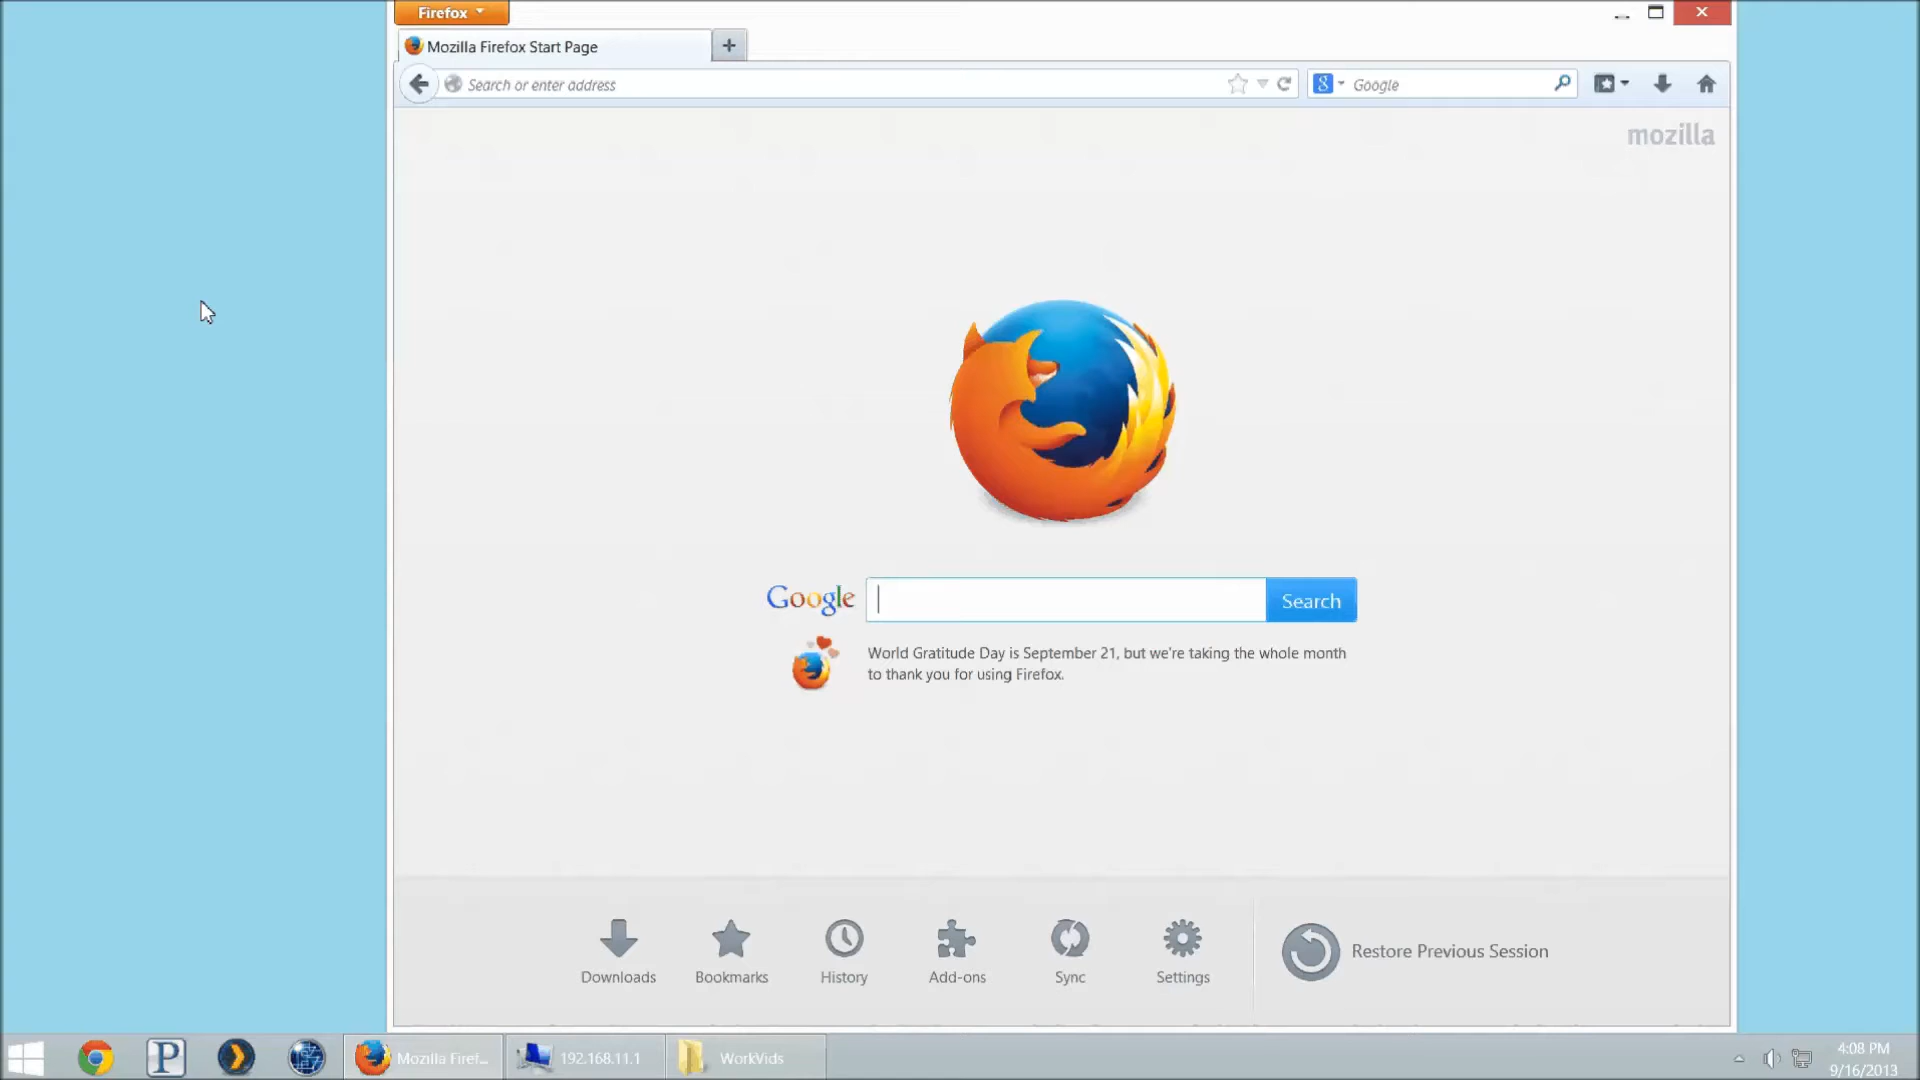 Firefox
Mozilla Firefox Start Page
Search or enter address
Google
mozilla
Google
Search
World Gratitude Day is September 21, but we're taking the whole month
to thank you for using Firefox.
Downloads
Bookmarks
History
Add-ons
Sync
Settings
Restore Previous Session
Mozilla Firef...
192.168.11.1
WorkVids
4:08 PM
9/16/2013